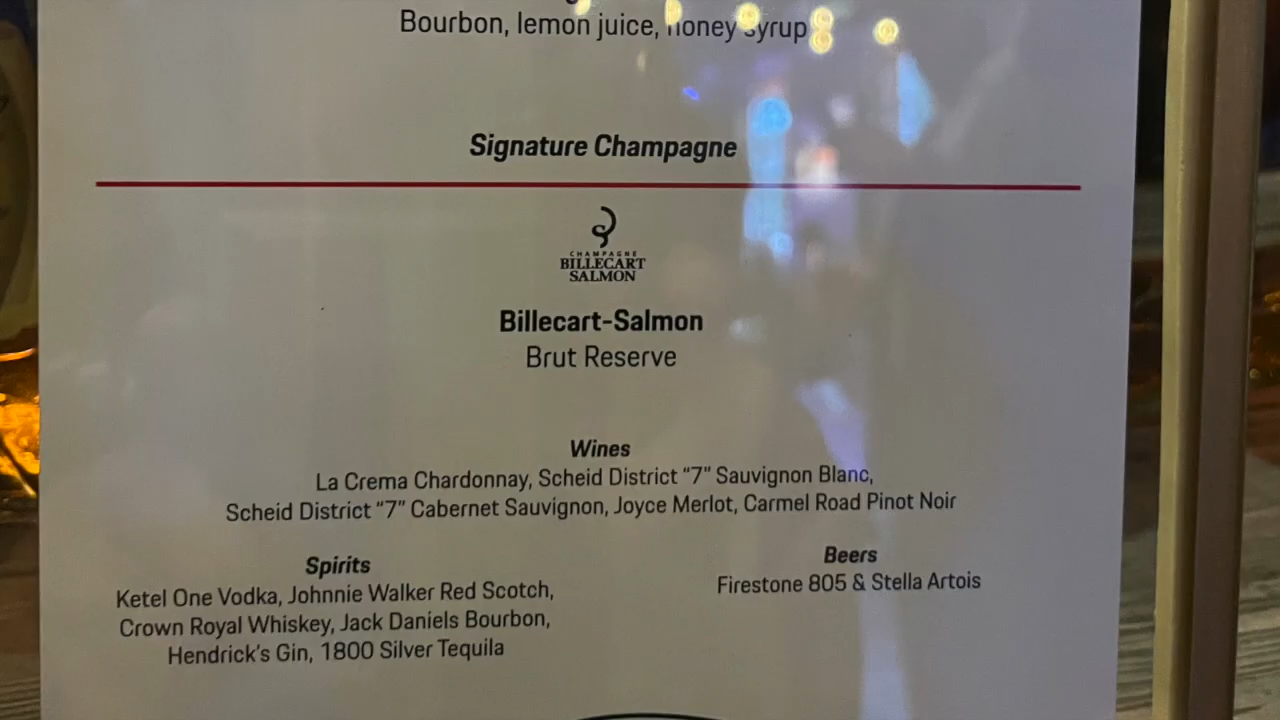 Bourbon, lemon juice, honey syrup
Signature Champagne
CHAMPAGNE
BILLECART
SALMON
Billecart-Salmon
Brut Reserve
Wines
La Crema Chardonnay, Scheid District “7” Sauvignon Blanc,
Scheid District “7” Cabernet Sauvignon, Joyce Merlot, Carmel Road Pinot Noir
Spirits
Ketel One Vodka, Johnnie Walker Red Scotch,
Crown Royal Whiskey, Jack Daniels Bourbon,
Hendrick’s Gin, 1800 Silver Tequila
Beers
Firestone 805 & Stella Artois